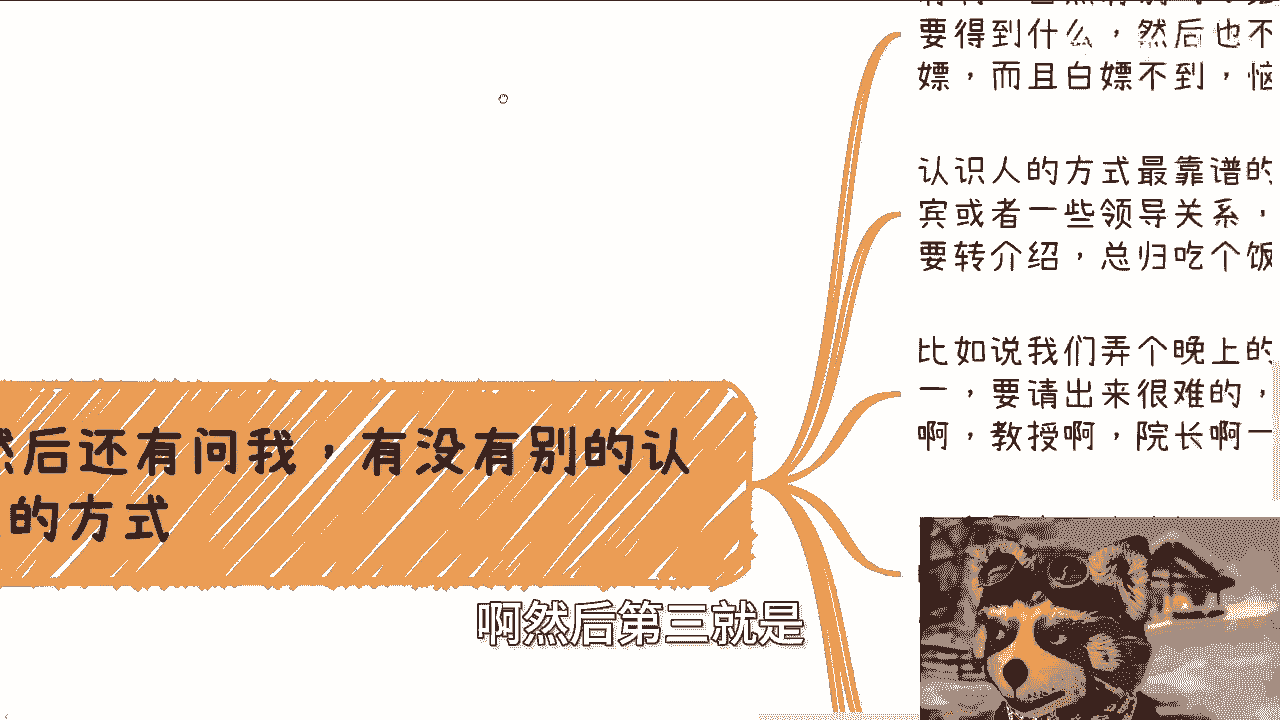 要得到什么，然后也不
嫖，而且白嫖不到，恼
认识人的方式最靠谱的
宾或者一些领导关系，
要转介绍，总归吃个饭
比如说我们弄个晚上的
一，要请出来很难的，
啊，教授啊，院长啊一
然后还有问我，有没有别的认
的方式
啊然后第三就是